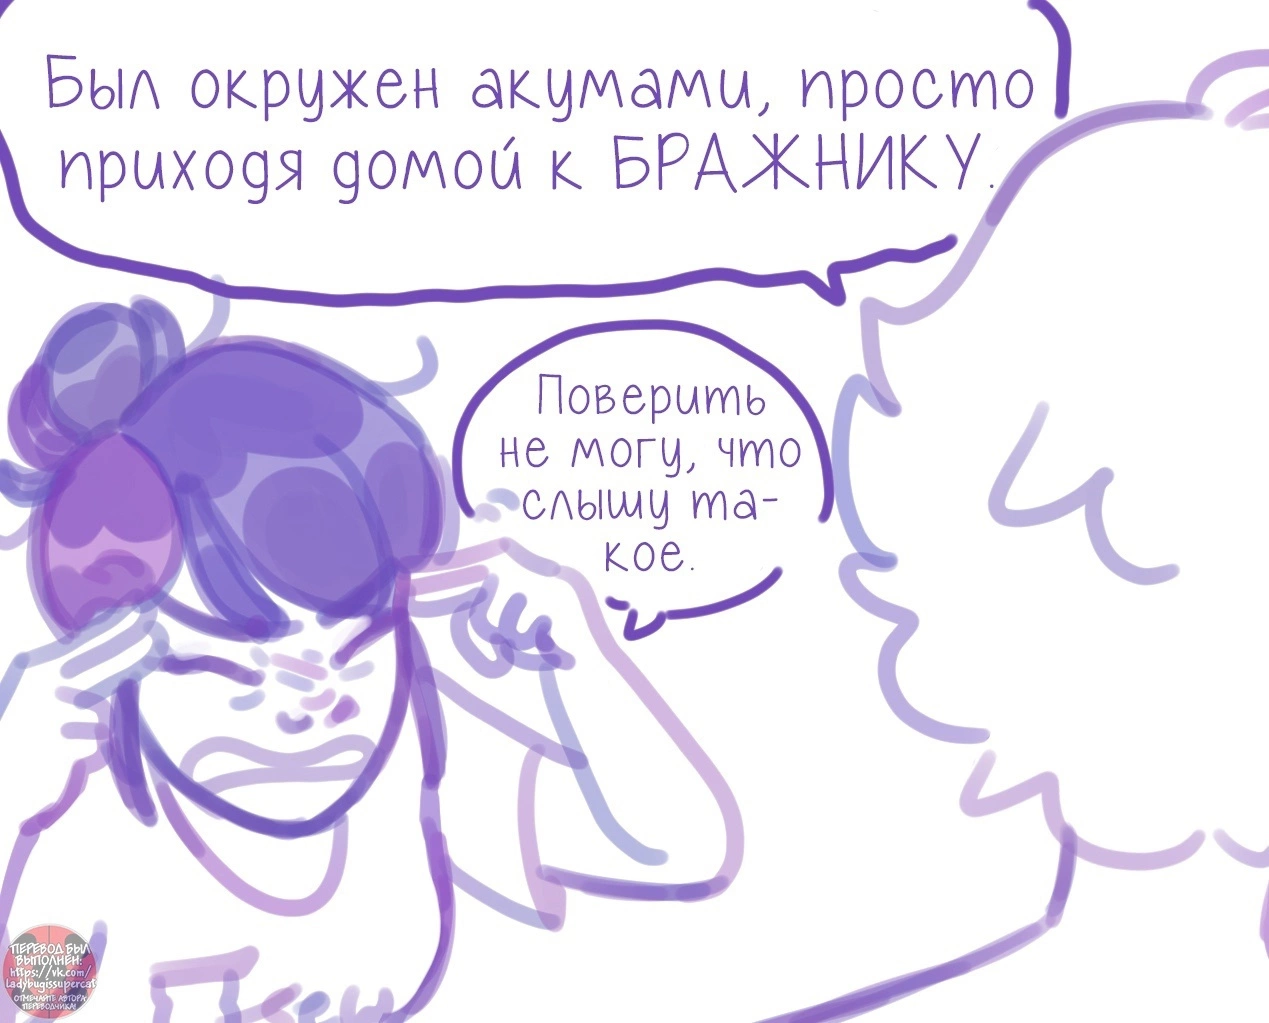 Был окружен акумами, просто
приходя домой к БРАЖНИКУ.
Поверить
не могу, что
слышу та-
кое.
ПЕРЕВОД БЫЛ
ВЫПОЛНЕН:
https://vk.com/
ladybugissupercat
ОТМЕЧАЙТЕ АВТОРА
ПЕРЕВОДЧИКА!